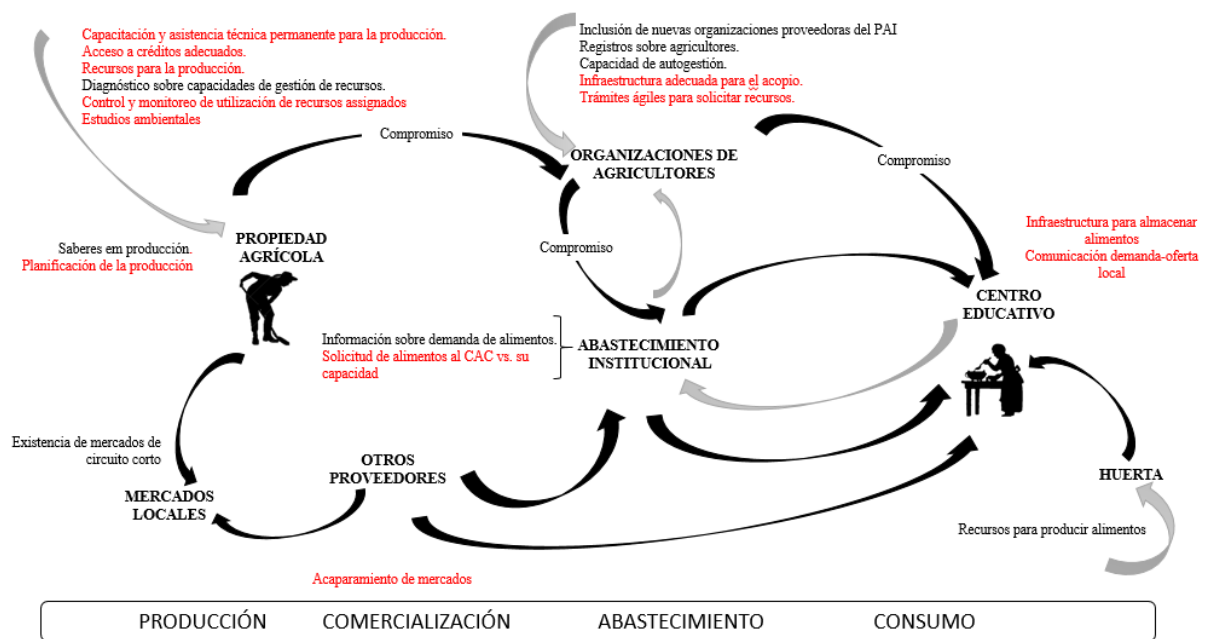 Capacitación y asistencia técnica permanente para la producción.
Acceso a créditos adecuados.
Recursos para la producción.
Diagnóstico sobre capacidades de gestión de recursos.
Control y monitoreo de utilización de recursos assignados
Estudios ambientales
Inclusión de nuevas organizaciones proveedoras del PAI
Registros sobre agricultores.
Capacidad de autogestión.
Infraestructura adecuada para el acopio.
Trámites ágiles para solicitar recursos.
Compromiso
ORGANIZACIONES DE
AGRICULTORES
Compromiso
Saberes em producción.
Planificación de la producción
PROPIEDAD
AGRÍCOLA
Compromiso
Infraestructura para almacenar
alimentos
Comunicación demanda-oferta
local
CENTRO
EDUCATIVO
Información sobre demanda de alimentos.
Solicitud de alimentos al CAC vs. su
capacidad
ABASTECIMIENTO
INSTITUCIONAL
Existencia de mercados de
circuito corto
MERCADOS
LOCALES
OTROS
PROVEEDORES
HUERTA
Recursos para producir alimentos
Acaparamiento de mercados
PRODUCCIÓN COMERCIALIZACIÓN ABASTECIMIENTO CONSUMO